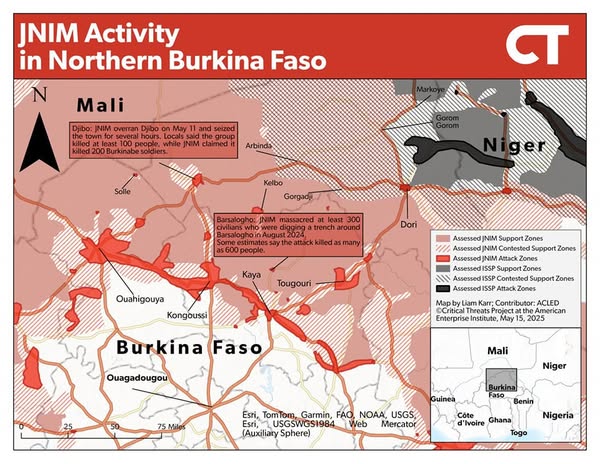 JNIM Activity
in Northern Burkina Faso
CT
N
Mali
Djibo: JNIM overran Djibo on May 11 and seized
the town for several hours. Locals said the group
killed at least 100 people, while JNIM claimed it
killed 200 Burkinabe soldiers.
Markoye
Gorom
Gorom
Niger
Arbinda
Solle
Kelbo
Gorgadji
Dori
Barsalogho: JNIM massacred at least 300
civilians who were digging a trench around
Barsalogho in August 2024.
Some estimates say the attack killed as many
as 600 people.
Kaya
Tougouri
Ouahigouya
Kongoussi
Burkina Faso
Ouagadougou
Assessed JNIM Support Zones
Assessed JNIM Contested Support Zones
Assessed JNIM Attack Zones
Assessed ISSP Support Zones
Assessed ISSP Contested Support Zones
Assessed ISSP Attack Zones
Map by Liam Karr; Contributor: ACLED
©Critical Threats Project at the American
Enterprise Institute, May 15, 2025
Mali
Niger
Burkina
Faso
Guinea
Benin
Côte
d'Ivoire
Ghana
Nigeria
Togo
Esri, TomTom, Garmin, FAO, NOAA, USGS,
Esri, USGSWGS1984 Web Mercator
(Auxiliary Sphere)
0 25 50 75 Miles